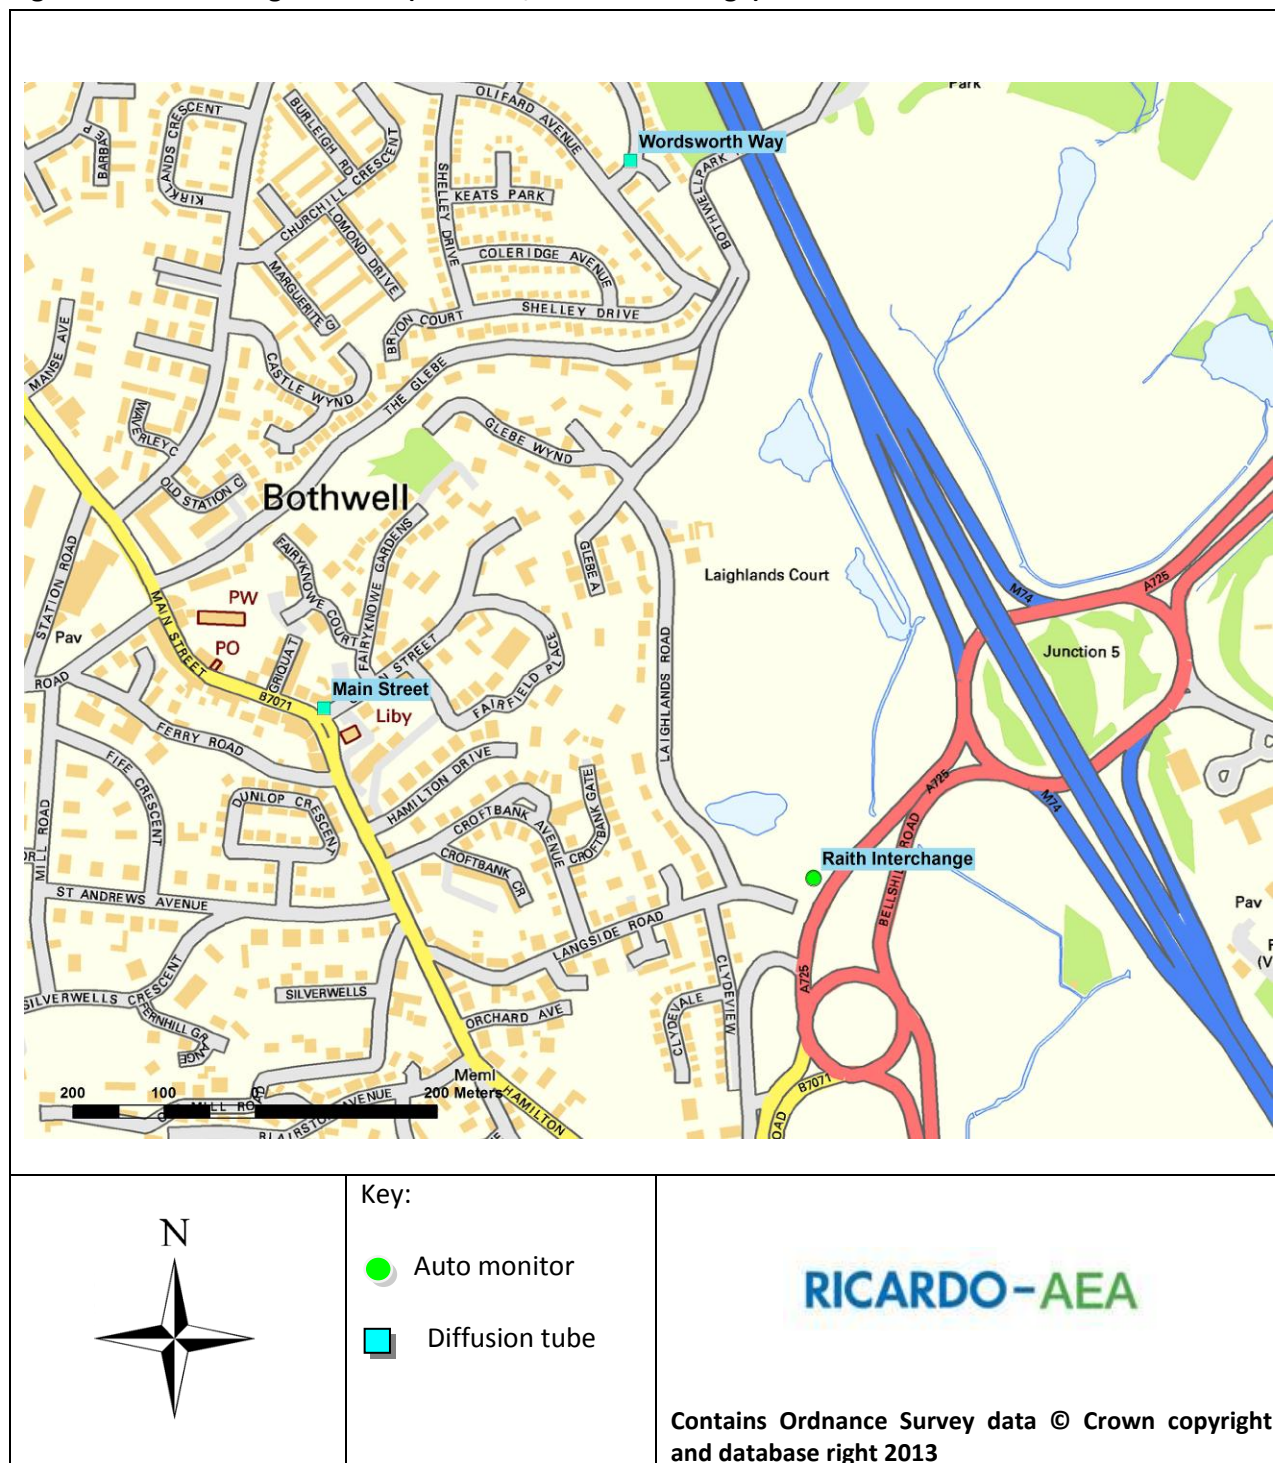 Park
OLIFARD AVENUE
Wordsworth Way
KIRKLANDS CRESCENT
BURLEIGH RD
CHURCHILL CRESCENT
LOMOND DRIVE
MARGUERITE G
SHELLEY DRIVE
KEATS PARK
COLERIDGE AVENUE
SHELLEY DRIVE
BRYON COURT
BOTHWELLPARK
MANSE AVE
CASTLE WYND
THE GLEBE
WAVERLEY C
OLD STATION C
GLEBE WYND
Bothwell
STATION ROAD
FAIRYKNOWE COURT
FAIRYKNOWE GARDENS
GLEBE A
Laighlands Court
M74
A725
MAIN STREET
PW
PO
Pav
ROAD
GRIQUA T
STREET
FAIRFIELD PLACE
LAIGHLANDS ROAD
Junction 5
Main Street
B7071
Liby
FERRY ROAD
FIFE CRESCENT
MILL ROAD
DUNLOP CRESCENT
HAMILTON DRIVE
CROFTBANK AVENUE
CROFTBANK GATE
CROFTBANK CR
A725
M74
BELLSHILL ROAD
Raith Interchange
ST ANDREWS AVENUE
LANGSIDE ROAD
Pav
SILVERWELLS CRESCENT
SILVERWELLS
FERNHILL GRANGE
ORCHARD AVE
CLYDEVALE
CLYDEVIEW
A725
B7071
Meml
HAMILTON
MILL ROAD
AVENUE
200 100 0 200 Meters
N
Key:
Auto monitor
Diffusion tube
RICARDO-AEA
Contains Ordnance Survey data © Crown copyright
and database right 2013